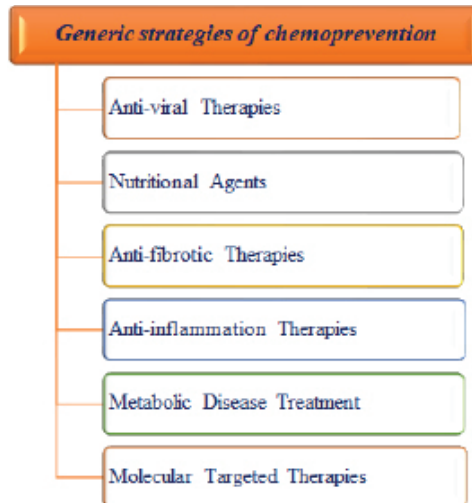 Generic strategies of chemoprevention
Anti-viral Therapies
Nutritional Agents
Anti-fibrotic Therapies
Anti-inflammation Therapies
Metabolic Disease Treatment
Molecular Targeted Therapies